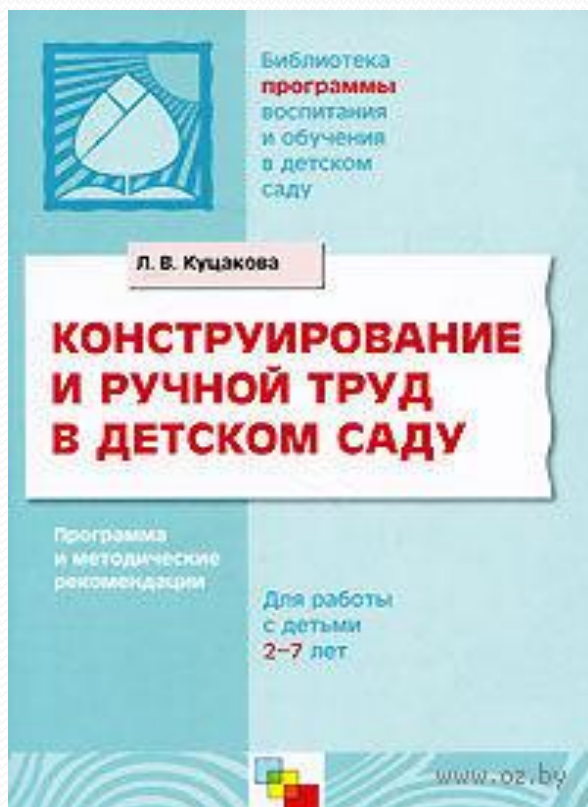 Библиотека
программы
воспитания
и обучения
в детском
саду
Л. В. Куцакова
КОНСТРУИРОВАНИЕ
И РУЧНОЙ ТРУД
В ДЕТСКОМ САДУ
Программа
и методические
рекомендации
Для работы
с детьми
2–7 лет
www.oz.by